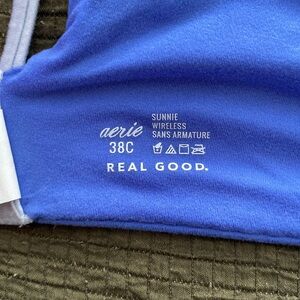 aerie
SUNNIE
WIRELESS
SANS ARMATURE
38C
REAL GOOD.